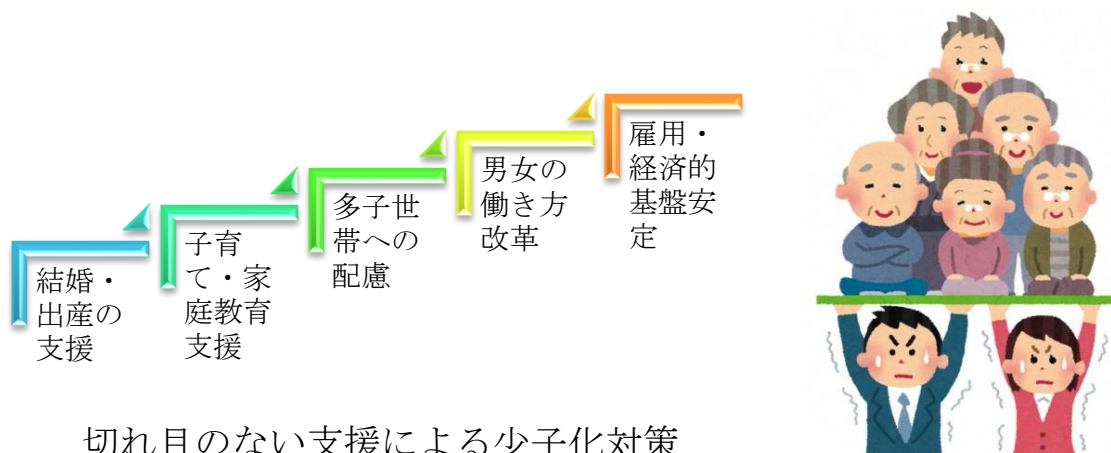 結婚・
出産の
支援
子育
て・家
庭教育
支援
多子世
帯への
配慮
男女の
働き方
改革
雇用・
経済的
基盤安
定
切れ目のない支援による少子化対策